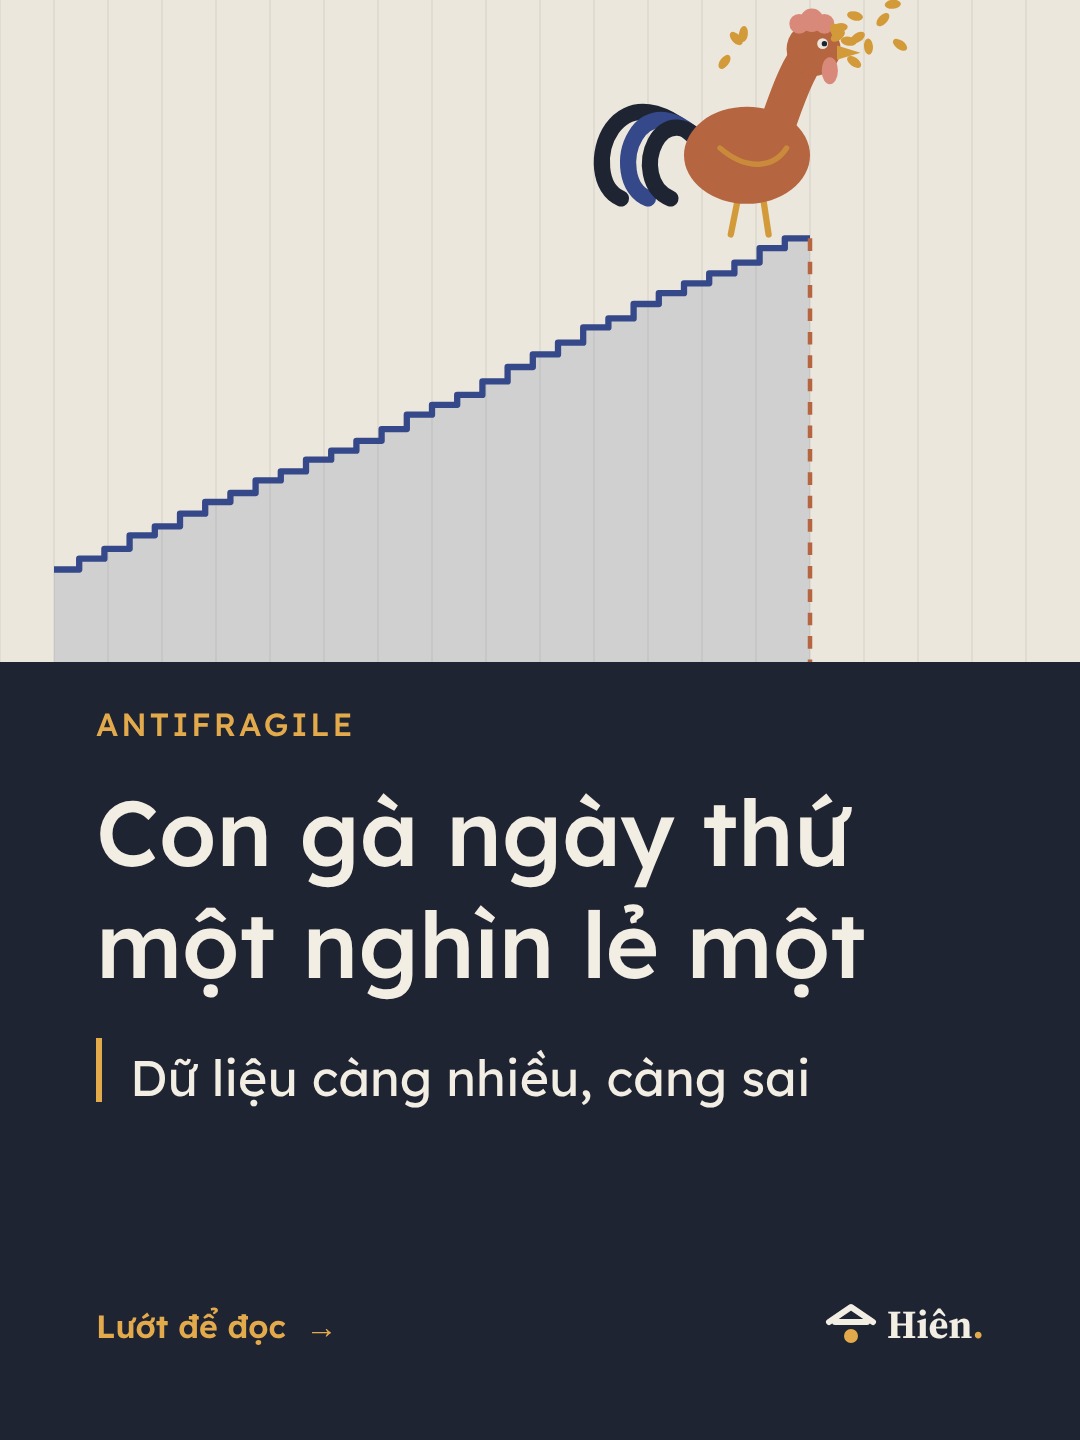 ANTIFRAGILE
Con gà ngày thứ
một nghìn lẻ một
Dữ liệu càng nhiều, càng sai
Lướt để đọc →
Hiên.